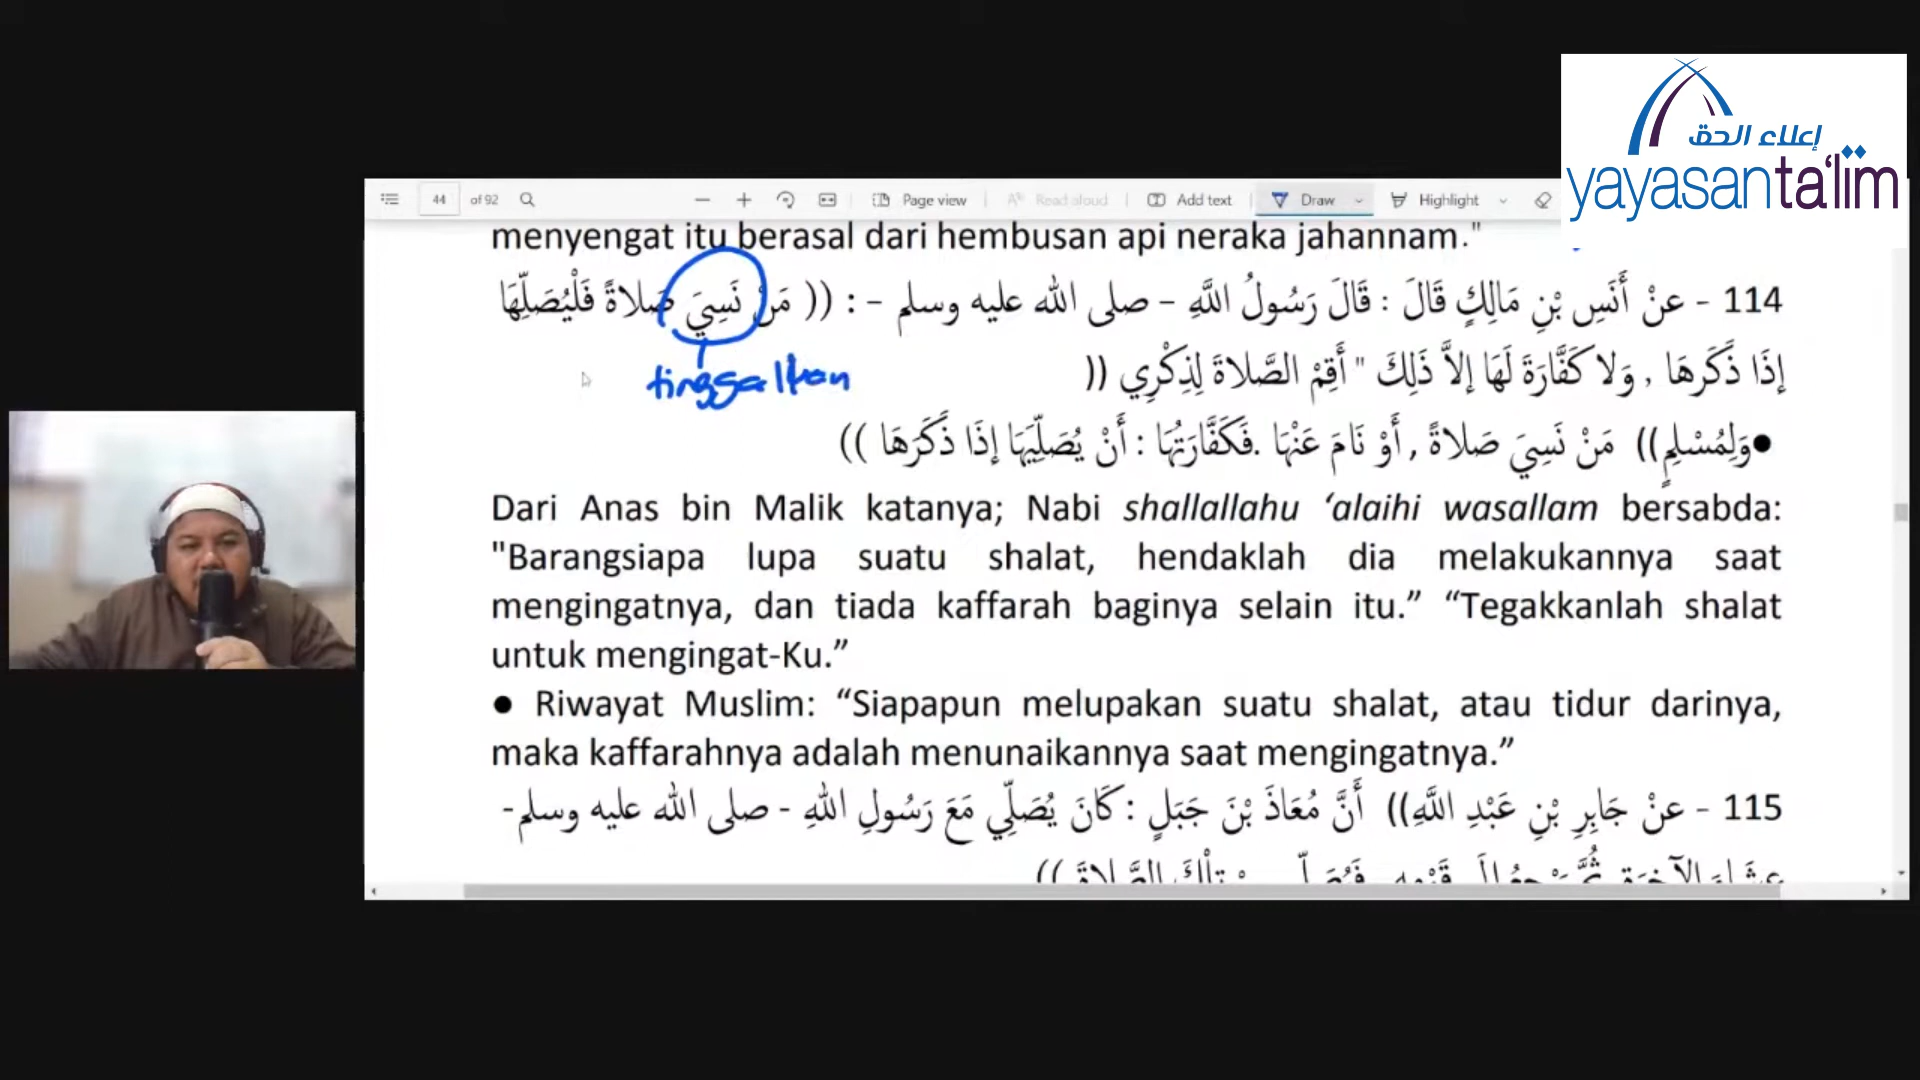 إعلاء الحق
yayasanta'lim
44 of 92 Page view Read aloud Add text Draw Highlight
menyengat itu berasal dari hembusan api neraka jahannam."
114 - عنْ أَنَسِ بْنِ مَالِكٍ قَالَ : قَالَ رَسُولُ اللَّهِ – صلى الله عليه وسلم – : (( مَنْ نَسِيَ صَلاةً فَلْيُصَلِّهَا
إذَا ذَكَرهَا , وَلا كَفَّارَةَ لَهَا إلاَّ ذَلِكَ " أَقِمْ الصَّلاةَ لِذِكْرِي ((
tinggalkan
●وَلِمُسْلِمٍ(( مَنْ نَسِيَ صَلاةً , أَوْ نَامَ عَنْهَا .فَكَفَّارَتُهَا : أَنْ يُصَلِّيَهَا إذَا ذَكَرَهَا ))
Dari Anas bin Malik katanya; Nabi shallallahu ‘alaihi wasallam bersabda:
"Barangsiapa lupa suatu shalat, hendaklah dia melakukannya saat
mengingatnya, dan tiada kaffarah baginya selain itu.” “Tegakkanlah shalat
untuk mengingat-Ku.”
● Riwayat Muslim: “Siapapun melupakan suatu shalat, atau tidur darinya,
maka kaffarahnya adalah menunaikannya saat mengingatnya.”
115 - عنْ جَابِرِ بْنِ عَبْدِ اللَّهِ(( أَنَّ مُعَاذَ بْنَ جَبَلٍ : كَانَ يُصَلِّي مَعَ رَسُولِ اللهِ - صلى الله عليه وسلم-